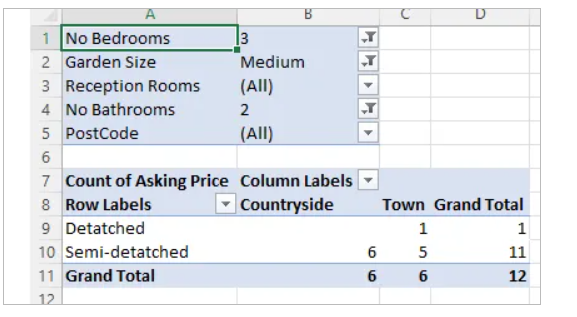 A B C D
1 No Bedrooms 3
2 Garden Size Medium
3 Reception Rooms (All)
4 No Bathrooms 2
5 PostCode (All)
6
7 Count of Asking Price Column Labels
8 Row Labels Countryside Town Grand Total
9 Detatched 1 1
10 Semi-detatched 6 5 11
11 Grand Total 6 6 12
12